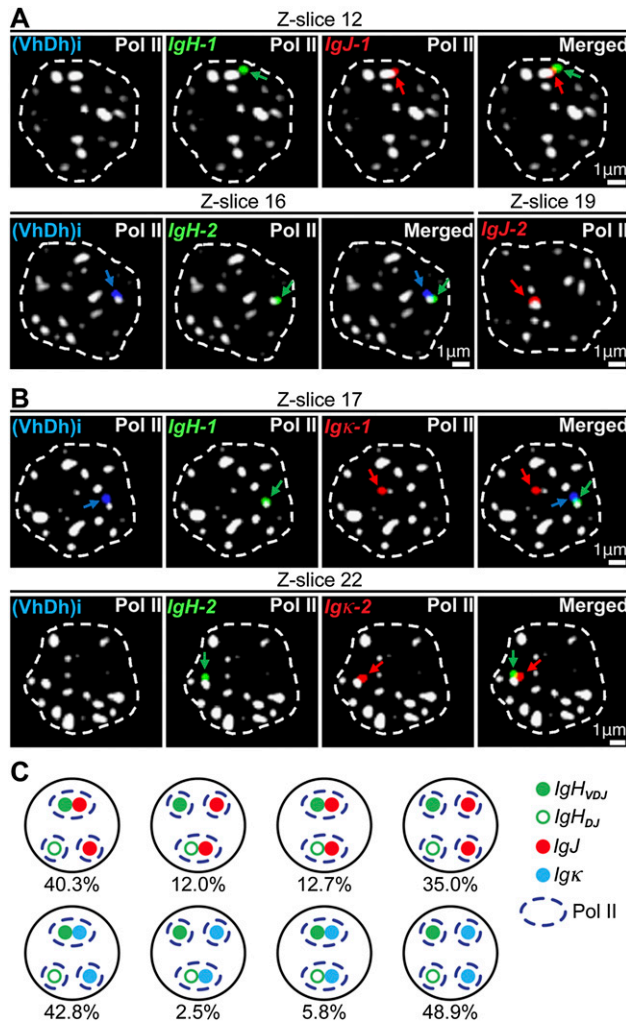 A
Z-slice 12
(VhDh)i Pol II IgH-1 Pol II IgJ-1 Pol II Merged
1μm
Z-slice 16 Z-slice 19
(VhDh)i Pol II IgH-2 Pol II Merged IgJ-2 Pol II
1μm 1μm
B
Z-slice 17
(VhDh)i Pol II IgH-1 Pol II Igκ-1 Pol II Merged
1μm
Z-slice 22
(VhDh)i Pol II IgH-2 Pol II Igκ-2 Pol II Merged
1μm
C
IgHVDJ
IgHDJ
IgJ
Igκ
Pol II
40.3% 12.0% 12.7% 35.0%
42.8% 2.5% 5.8% 48.9%